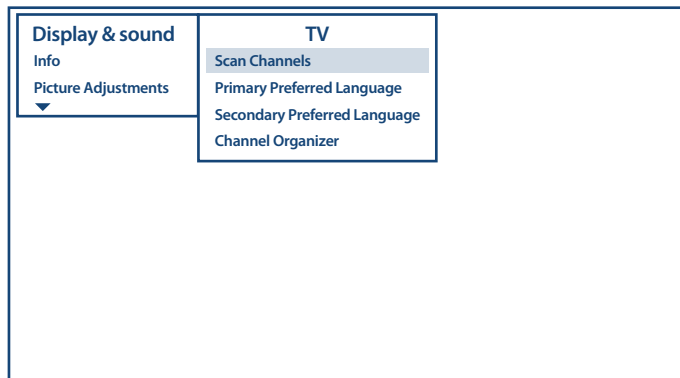 Display & sound
Info
Picture Adjustments
TV
Scan Channels
Primary Preferred Language
Secondary Preferred Language
Channel Organizer